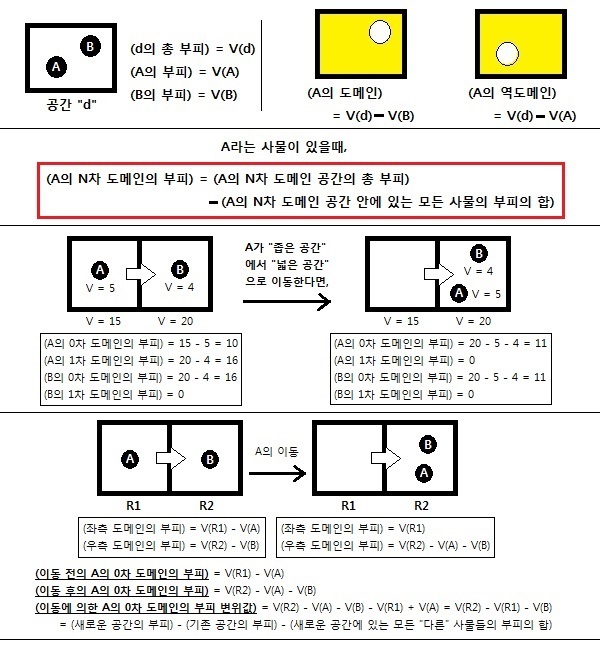 A
B
공간 "d"
(d의 총 부피) = V(d)
(A의 부피) = V(A)
(B의 부피) = V(B)
(A의 도메인)
= V(d) - V(B)
(A의 역도메인)
= V(d) - V(A)
A라는 사물이 있을때,
(A의 N차 도메인의 부피) = (A의 N차 도메인 공간의 총 부피)
- (A의 N차 도메인 공간 안에 있는 모든 사물의 부피의 합)
A
V = 5
B
V = 4
V = 15
V = 20
(A의 0차 도메인의 부피) = 15 - 5 = 10
(A의 1차 도메인의 부피) = 20 - 4 = 16
(B의 0차 도메인의 부피) = 20 - 4 = 16
(B의 1차 도메인의 부피) = 0
A가 "좁은 공간"
에서 "넓은 공간"
으로 이동한다면,
B
V = 4
A
V = 5
V = 15
V = 20
(A의 0차 도메인의 부피) = 20 - 5 - 4 = 11
(A의 1차 도메인의 부피) = 0
(B의 0차 도메인의 부피) = 20 - 5 - 4 = 11
(B의 1차 도메인의 부피) = 0
A
B
R1
R2
A의 이동
B
A
R1
R2
(좌측 도메인의 부피) = V(R1) - V(A)
(우측 도메인의 부피) = V(R2) - V(B)
(좌측 도메인의 부피) = V(R1)
(우측 도메인의 부피) = V(R2) - V(A) - V(B)
(이동 전의 A의 0차 도메인의 부피) = V(R1) - V(A)
(이동 후의 A의 0차 도메인의 부피) = V(R2) - V(A) - V(B)
(이동에 의한 A의 0차 도메인의 부피 변위값) = V(R2) - V(A) - V(B) - V(R1) + V(A) = V(R2) - V(R1) - V(B)
= (새로운 공간의 부피) - (기존 공간의 부피) - (새로운 공간에 있는 모든 "다른" 사물들의 부피의 합)